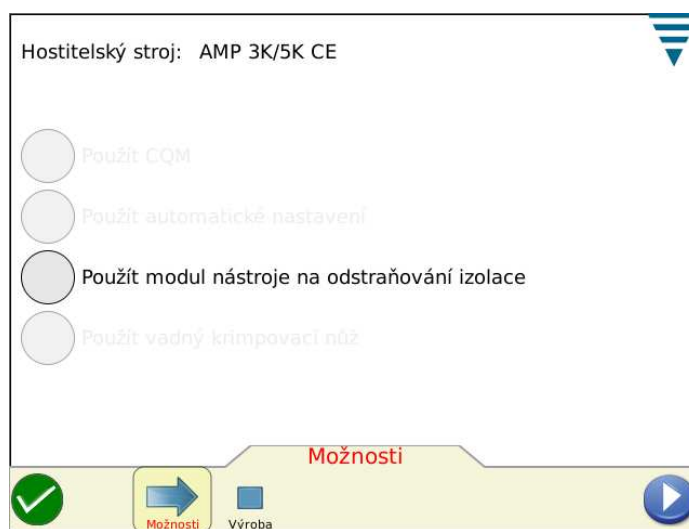 Hostitelský stroj: AMP 3K/5K CE
Použít CQM
Použít automatické nastavení
Použít modul nástroje na odstraňování izolace
Použít vadný krimpovací nůž
Možnosti
Možnosti
Výroba